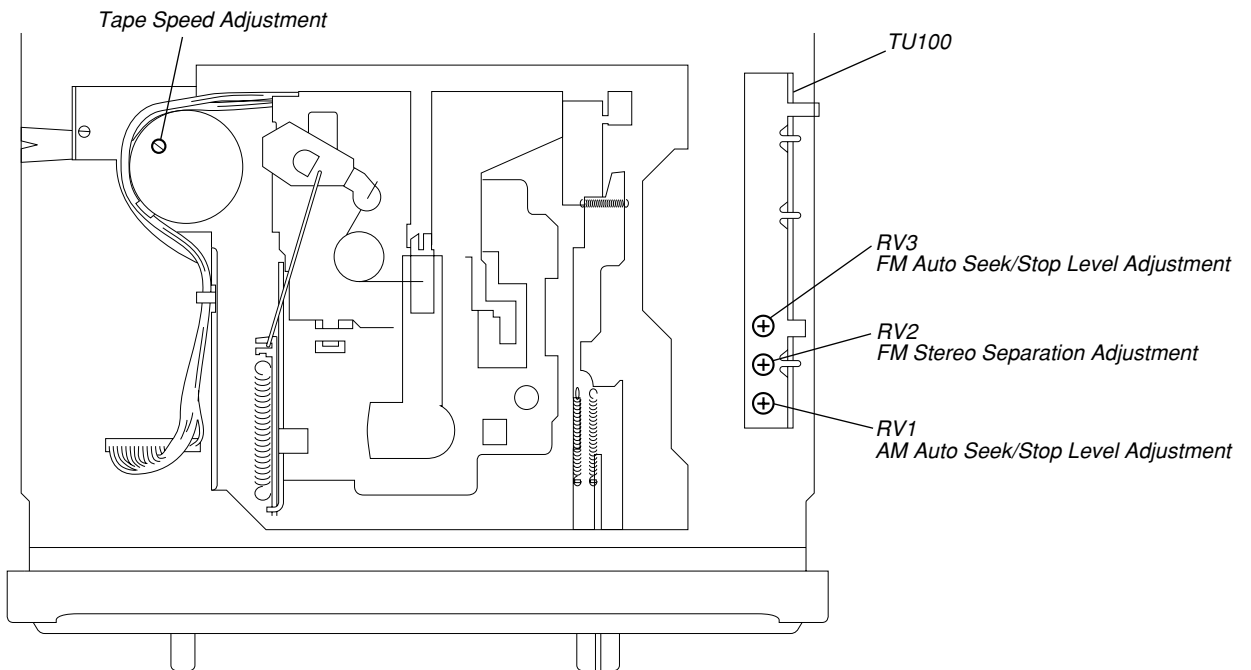 Tape Speed Adjustment
TU100
RV3
FM Auto Seek/Stop Level Adjustment
RV2
FM Stereo Separation Adjustment
RV1
AM Auto Seek/Stop Level Adjustment